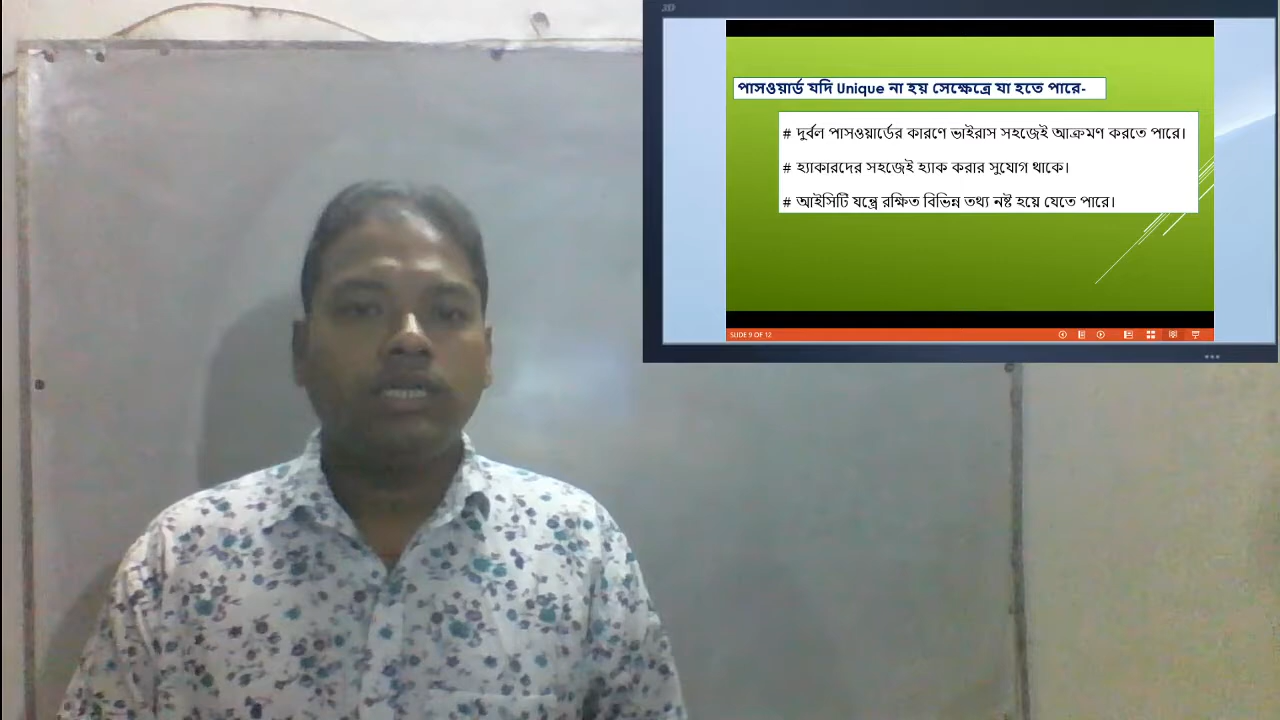 পাসওয়ার্ড যদি Unique না হয় সেক্ষেত্রে যা হতে পারে-
# দুর্বল পাসওয়ার্ডের কারণে ভাইরাস সহজেই আক্রমণ করতে পারে।
# হ্যাকারদের সহজেই হ্যাক করার সুযোগ থাকে।
# আইসিটি যন্ত্রে রক্ষিত বিভিন্ন তথ্য নষ্ট হয়ে যেতে পারে।
SLIDE 9 OF 12